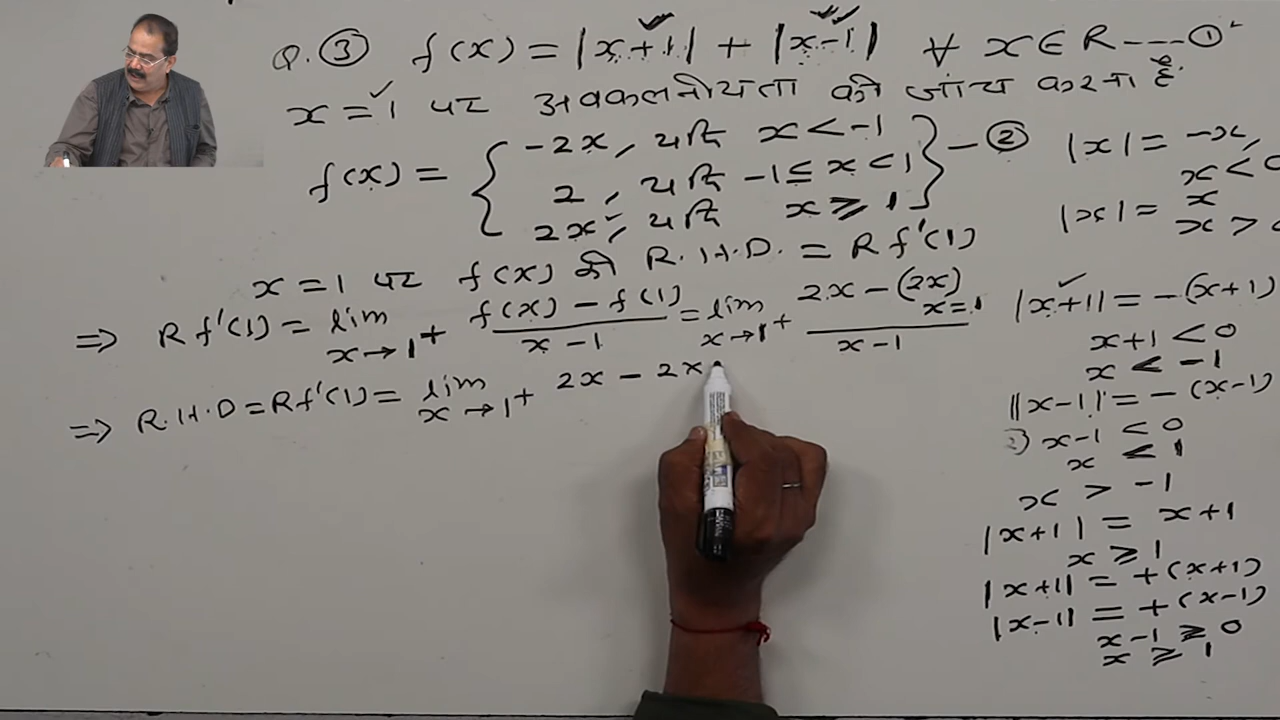 Q. ③ f(x) = |x+1| + |x-1| ∀ x ∈ R ----①
x = 1 पर अवकलनीयता की जांच करना है.
f(x) = { -2x, यदि x < -1
2, यदि -1 ≤ x < 1
2x, यदि x ≥ 1 } - ②
x = 1 पर f(x) की R.H.D. = R f'(1)
⇒ R f'(1) = lim x→1+ f(x) - f(1) / x - 1 = lim x→1+ 2x - (2x) x=1 / x - 1
⇒ R.H.D = Rf'(1) = lim x→1+ 2x - 2x
|x| = -x,
x < 0
|x| = x
x >
|x+1| = -(x+1)
x+1 < 0
x < -1
||x-1| = -(x-1)
x-1 < 0
x < 1
x > -1
|x+1| = x+1
x ≥ 1
|x+1| = +(x+1)
|x-1| = +(x-1)
x-1 ≥ 0
x ≥ 1